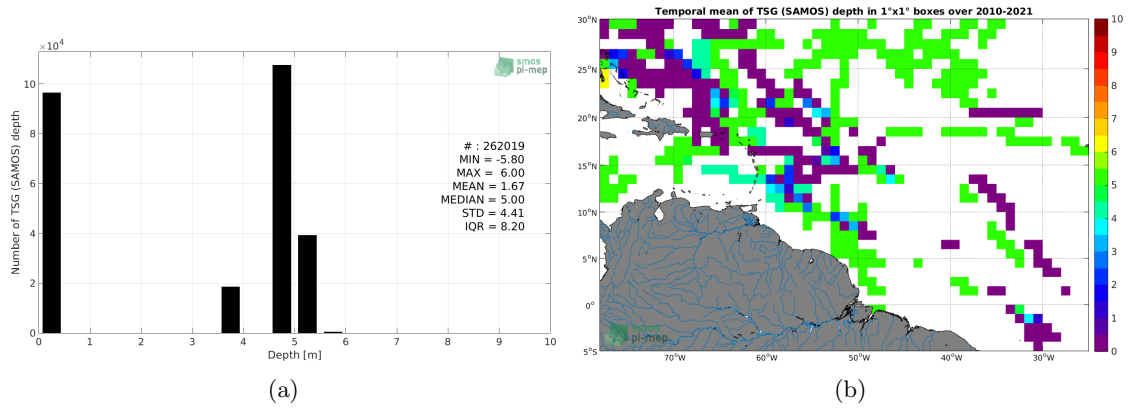 ×10⁴
10
8
6
4
2
0
Number of TSG (SAMOS) depth
smos
pi-mep
# : 262019
MIN = -5.80
MAX = 6.00
MEAN = 1.67
MEDIAN = 5.00
STD = 4.41
IQR = 8.20
0 1 2 3 4 5 6 7 8 9 10
Depth [m]
(a)
Temporal mean of TSG (SAMOS) depth in 1°x1° boxes over 2010-2021
30°N
25°N
20°N
15°N
10°N
5°N
0°
5°S
70°W 60°W 50°W 40°W 30°W
smos
pi-mep
10
9
8
7
6
5
4
3
2
1
0
(b)